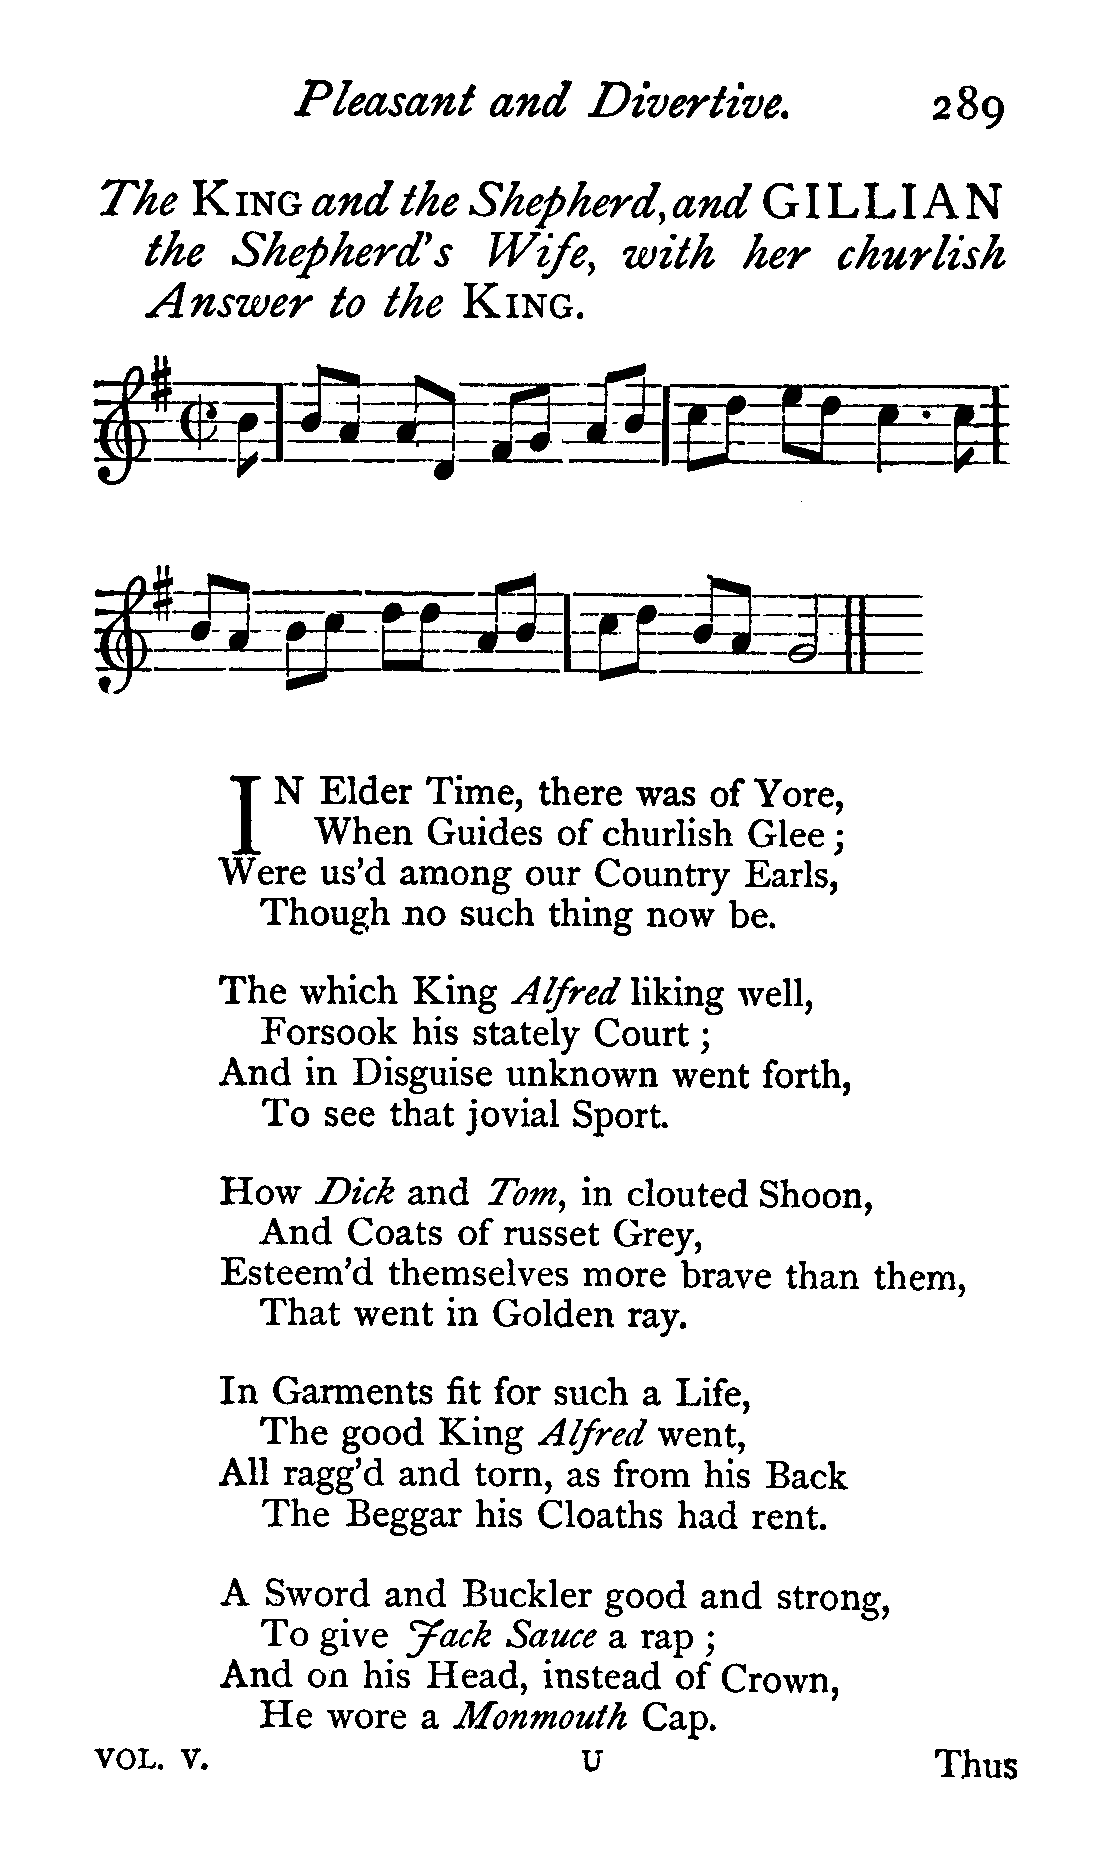 Pleasant and Divertive. 289
The KING and the Shepherd, and GILLIAN
the Shepherd's Wife, with her churlish
Answer to the KING.
IN Elder Time, there was of Yore,
When Guides of churlish Glee;
Were us'd among our Country Earls,
Though no such thing now be.
The which King Alfred liking well,
Forsook his stately Court;
And in Disguise unknown went forth,
To see that jovial Sport.
How Dick and Tom, in clouted Shoon,
And Coats of russet Grey,
Esteem'd themselves more brave than them,
That went in Golden ray.
In Garments fit for such a Life,
The good King Alfred went,
All ragg'd and torn, as from his Back
The Beggar his Cloaths had rent.
A Sword and Buckler good and strong,
To give Jack Sauce a rap;
And on his Head, instead of Crown,
He wore a Monmouth Cap.
VOL. V. U Thus